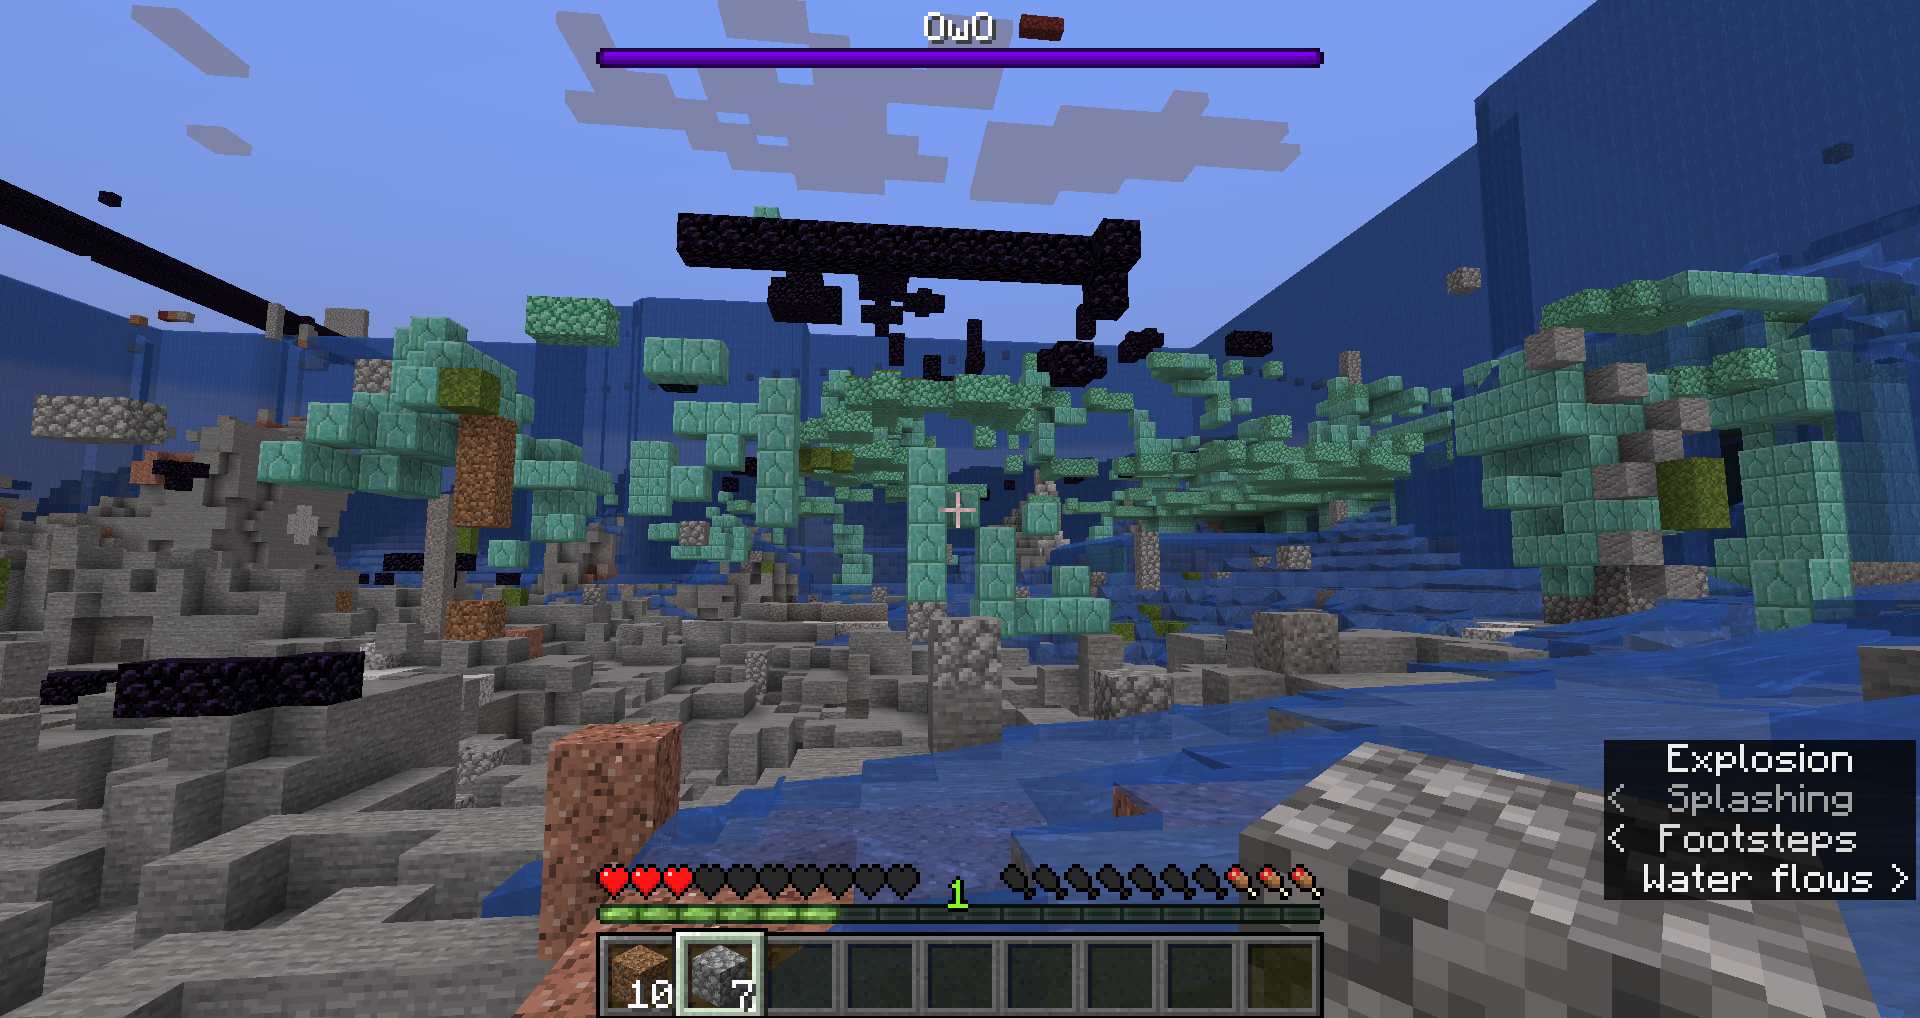 OwO
Explosion
< Splashing
< Footsteps
Water flows >
1
10
7